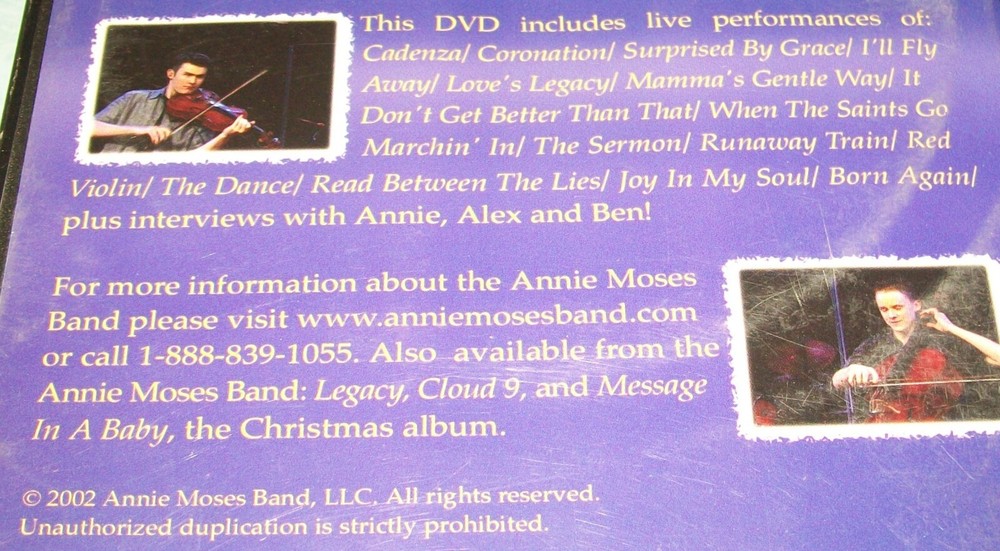 This DVD includes live performances of:
Cadenza/ Coronation/ Surprised By Grace/ I'll Fly
Away/ Love's Legacy/ Mamma's Gentle Way/ It
Don't Get Better Than That/ When The Saints Go
Marchin' In/ The Sermon/ Runaway Train/ Red
Violin/ The Dance/ Read Between The Lies/ Joy In My Soul/ Born Again/
plus interviews with Annie, Alex and Ben!
For more information about the Annie Moses
Band please visit www.anniemosesband.com
or call 1-888-839-1055. Also available from the
Annie Moses Band: Legacy, Cloud 9, and Message
In A Baby, the Christmas album.
© 2002 Annie Moses Band, LLC. All rights reserved.
Unauthorized duplication is strictly prohibited.